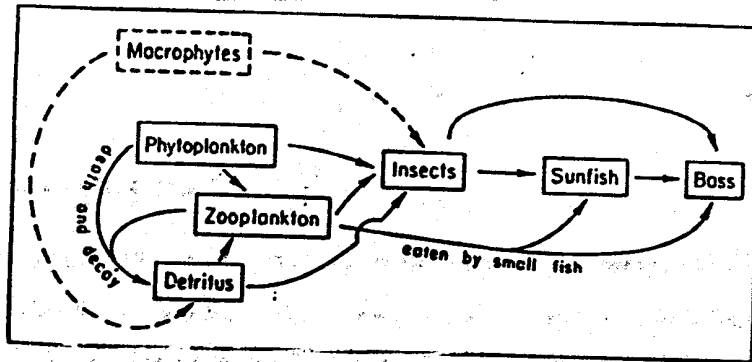 Macrophytes
Phytoplankton
Insects
Sunfish
Bass
Zooplankton
death and decay
eaten by small fish
Detritus